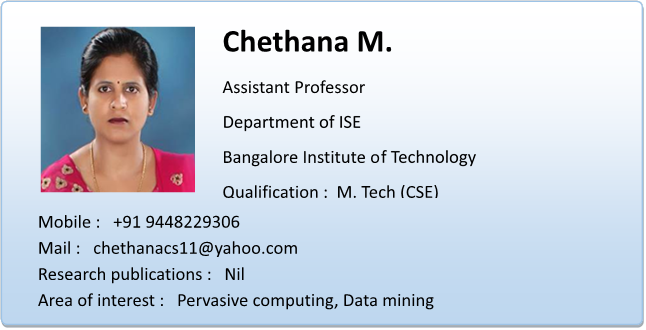 Chethana M.
Assistant Professor
Department of ISE
Bangalore Institute of Technology
Qualification :  M. Tech (CSE)
Mobile :   +91 9448229306
Mail :   chethanacs11@yahoo.com
Research publications :   Nil
Area of interest :   Pervasive computing, Data mining